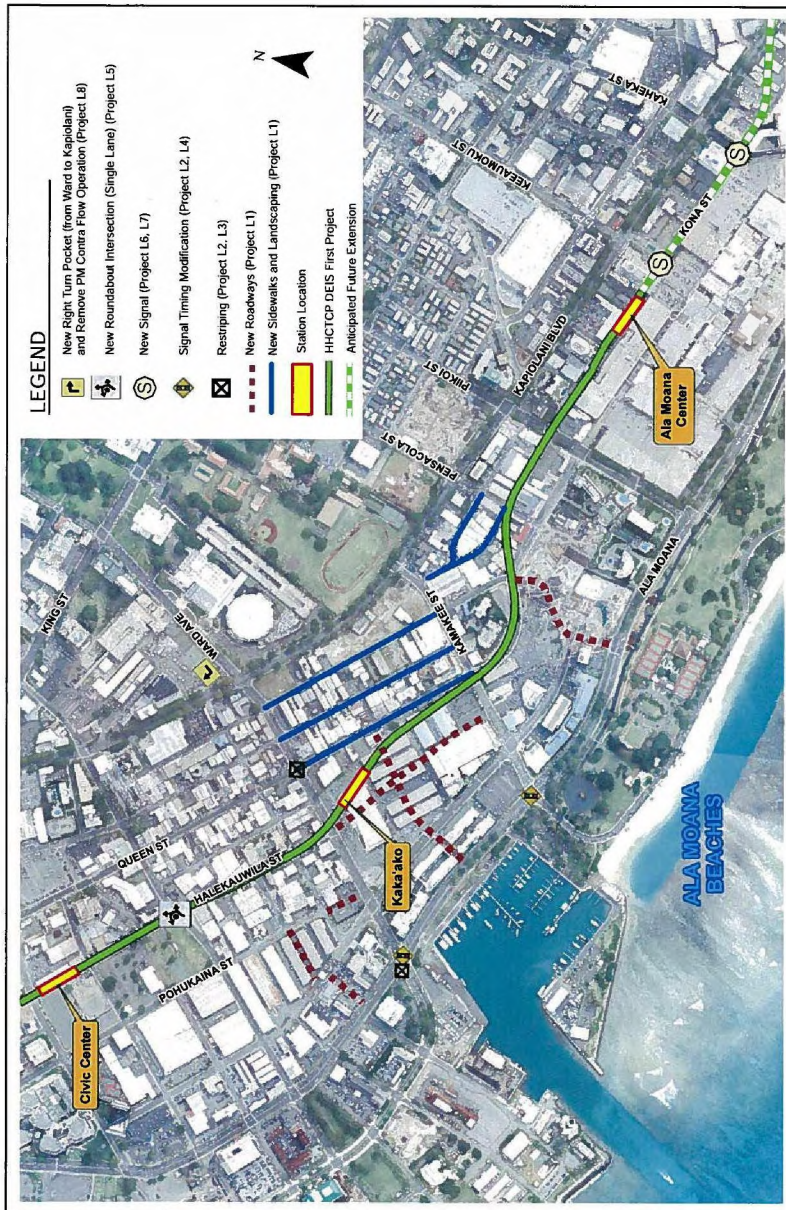 LEGEND
New Right Turn Pocket (from Ward to Kapiolani)
and Remove PM Contra Flow Operation (Project L8)
New Roundabout Intersection (Single Lane) (Project L5)
S
New Signal (Project L6, L7)
Signal Timing Modification (Project L2, L4)
Restriping (Project L2, L3)
New Roadways (Project L1)
New Sidewalks and Landscaping (Project L1)
Station Location
HHCTCP DEIS First Project
Anticipated Future Extension
N
KING ST
WARD AVE
QUEEN ST
HALEKAUWILA ST
POHUKAINA ST
Civic Center
Kaka'ako
KAMAKEE ST
PENSACOLA ST
PIIKOI ST
KAPIOLANI BLVD
KEEAUMOKU ST
KAHEKA ST
KONA ST
S
S
Ala Moana
Center
ALA MOANA
ALA MOANA
BEACHES